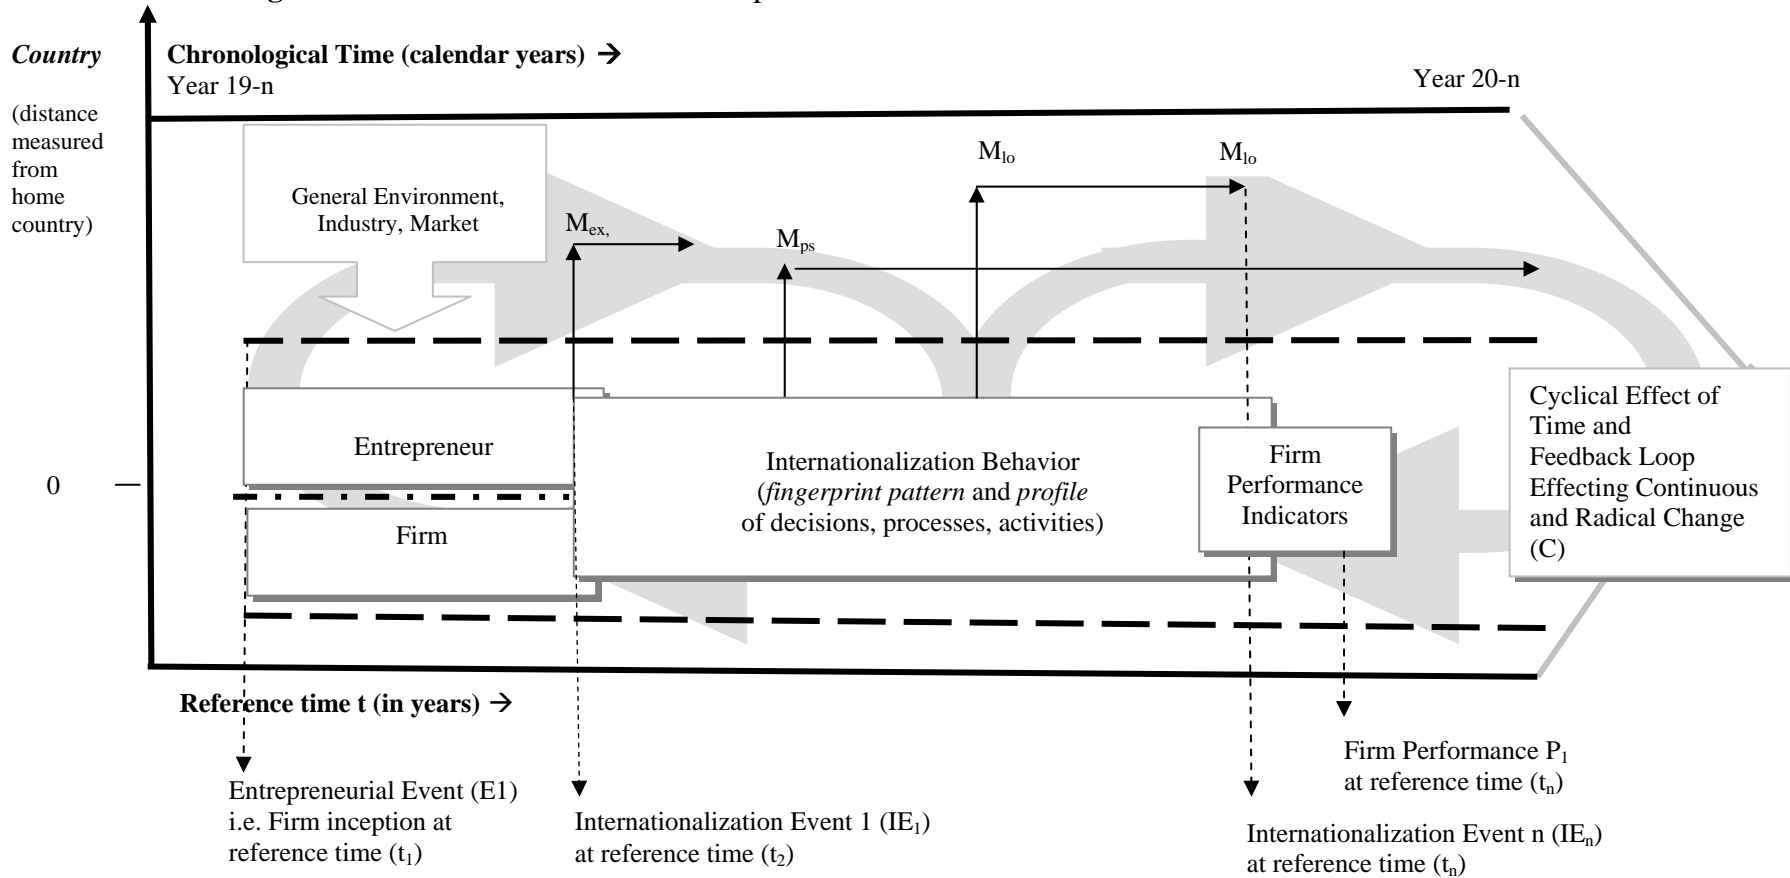 Country
Chronological Time (calendar years) →
Year 19-n
Year 20-n
(distance
measured
from
home
country)
General Environment,
Industry, Market
M_ex,
M_ps
M_lo
M_lo
Entrepreneur
0 —
Firm
Internationalization Behavior
(fingerprint pattern and profile
of decisions, processes, activities)
Firm
Performance
Indicators
Cyclical Effect of
Time and
Feedback Loop
Effecting Continuous
and Radical Change
(C)
Reference time t (in years) →
Entrepreneurial Event (E1)
i.e. Firm inception at
reference time (t₁)
Internationalization Event 1 (IE₁)
at reference time (t₂)
Firm Performance P₁
at reference time (tₙ)
Internationalization Event n (IEₙ)
at reference time (tₙ)